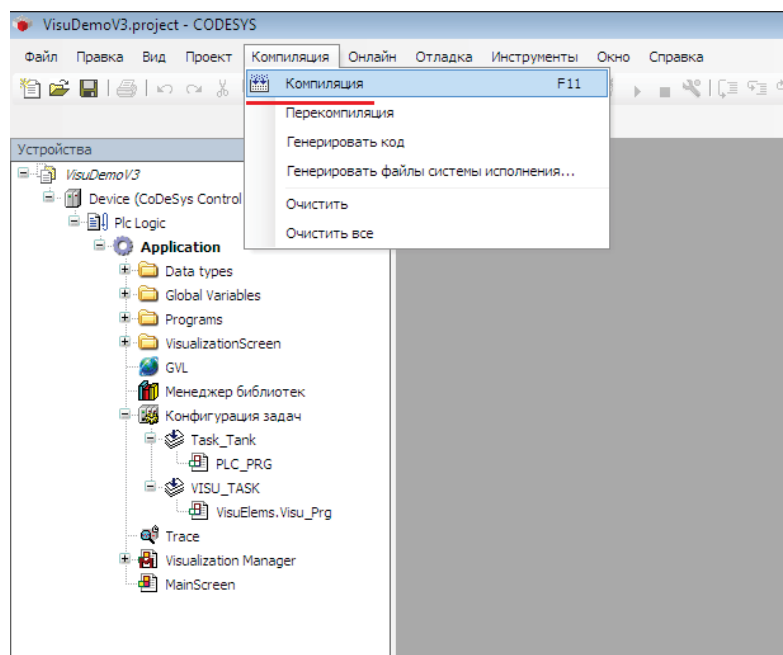 VisuDemoV3.project - CODESYS
Файл Правка Вид Проект Компиляция Онлайн Отладка Инструменты Окно Справка
Компиляция F11
Перекомпиляция
Генерировать код
Генерировать файлы системы исполнения...
Очистить
Очистить все
Устройства
VisuDemoV3
Device (CoDeSys Control
Plc Logic
Application
Data types
Global Variables
Programs
VisualizationScreen
GVL
Менеджер библиотек
Конфигурация задач
Task_Tank
PLC_PRG
VISU_TASK
VisuElems.Visu_Prg
Trace
Visualization Manager
MainScreen